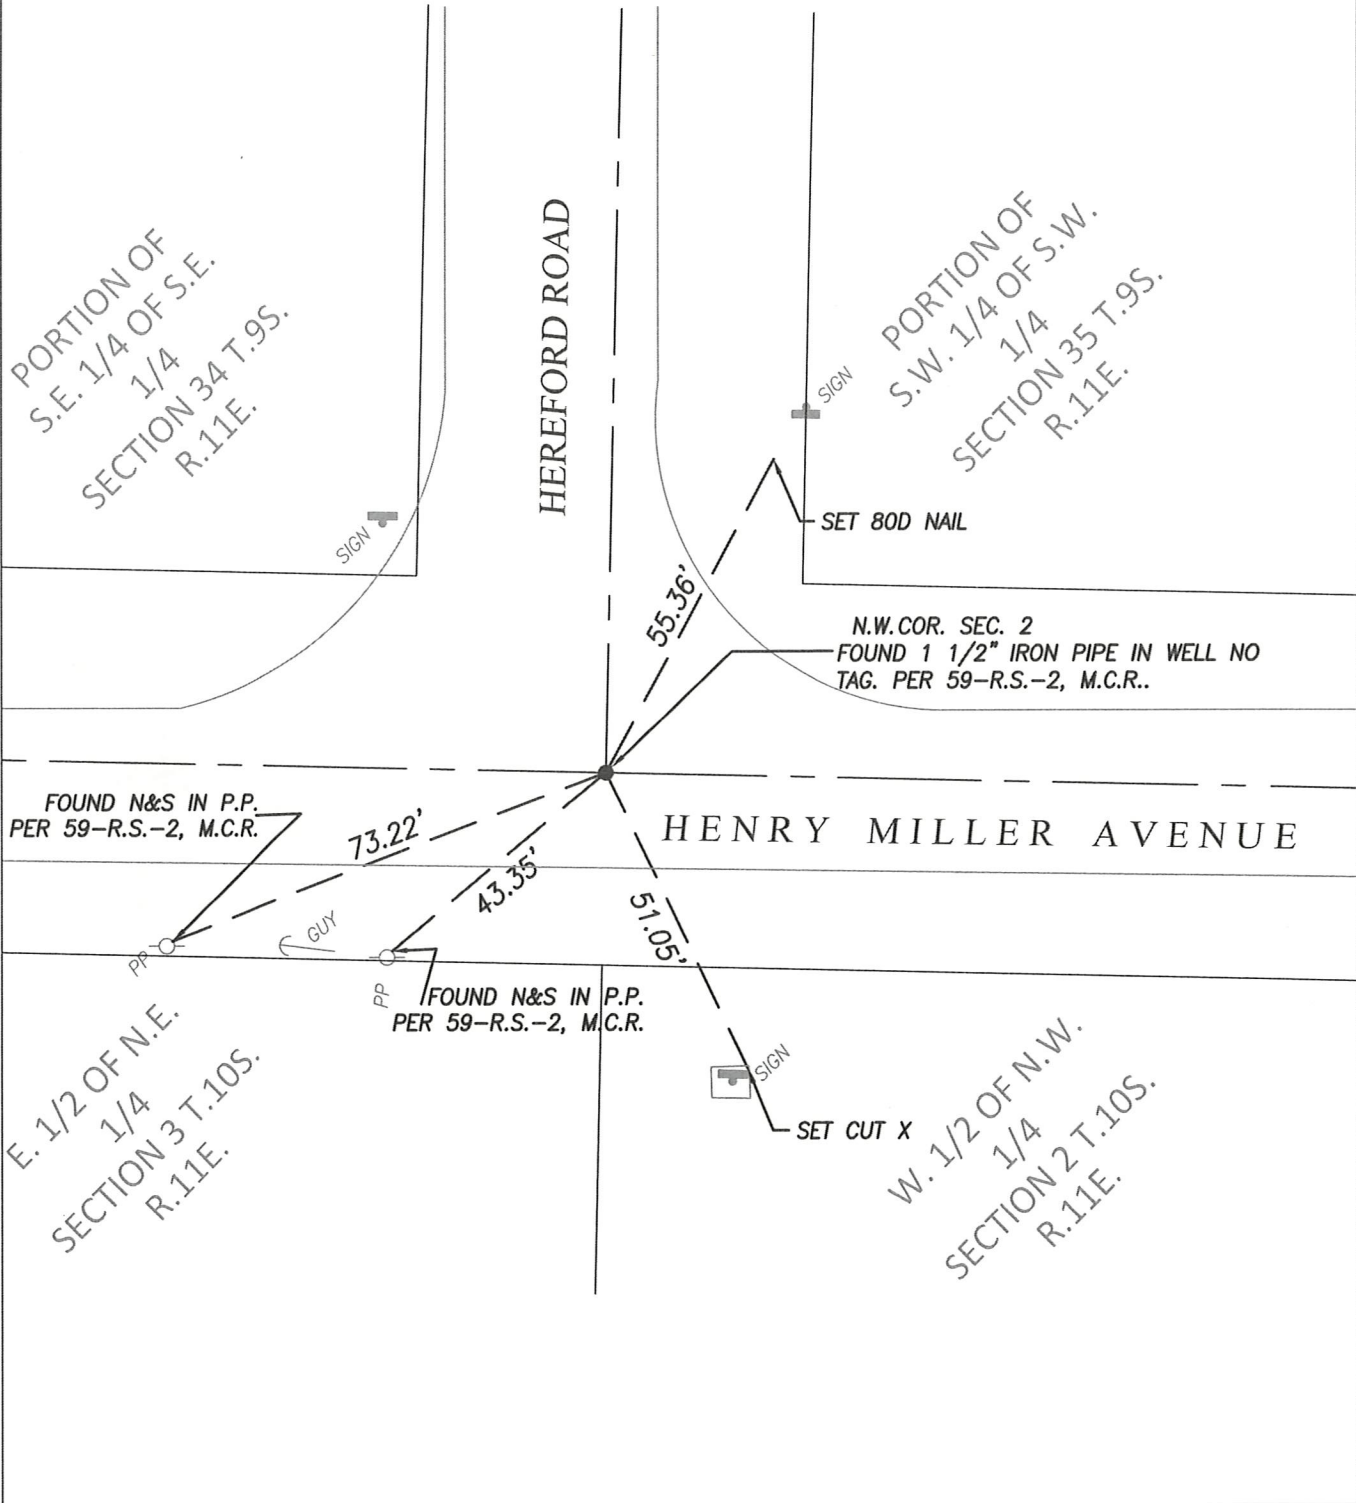 HEREFORD ROAD
PORTION OF
S.E. 1/4 OF S.E.
1/4
SECTION 34 T.9S.
R.11E.
PORTION OF
S.W. 1/4 OF S.W.
1/4
SECTION 35 T.9S.
R.11E.
SIGN
SIGN
SET 80D NAIL
55.36'
N.W.COR. SEC. 2
FOUND 1 1/2" IRON PIPE IN WELL NO
TAG. PER 59-R.S.-2, M.C.R..
FOUND N&S IN P.P.
PER 59-R.S.-2, M.C.R.
73.22'
43.35'
HENRY MILLER AVENUE
51.05'
GUY
PP
PP
FOUND N&S IN P.P.
PER 59-R.S.-2, M.C.R.
E. 1/2 OF N.E.
1/4
SECTION 3 T.10S.
R.11E.
SIGN
SET CUT X
W. 1/2 OF N.W.
1/4
SECTION 2 T.10S.
R.11E.